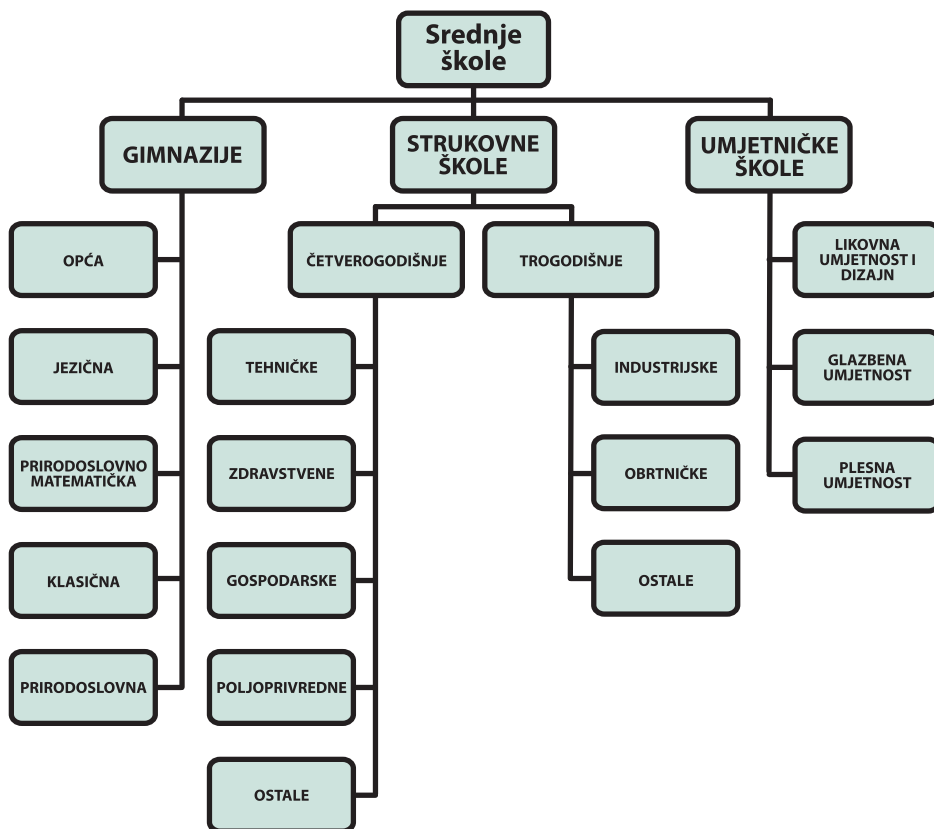 Srednje
škole
GIMNAZIJE
STRUKOVNE
ŠKOLE
UMJETNIČKE
ŠKOLE
OPĆA
JEZIČNA
PRIRODOSLOVNO
MATEMATIČKA
KLASIČNA
PRIRODOSLOVNA
ČETVEROGODIŠNJE
TEHNIČKE
ZDRAVSTVENE
GOSPODARSKE
POLJOPRIVREDNE
OSTALE
TROGODIŠNJE
INDUSTRIJSKE
OBRTNIČKE
OSTALE
LIKOVNA
UMJETNOST I
DIZAJN
GLAZBENA
UMJETNOST
PLESNA
UMJETNOST